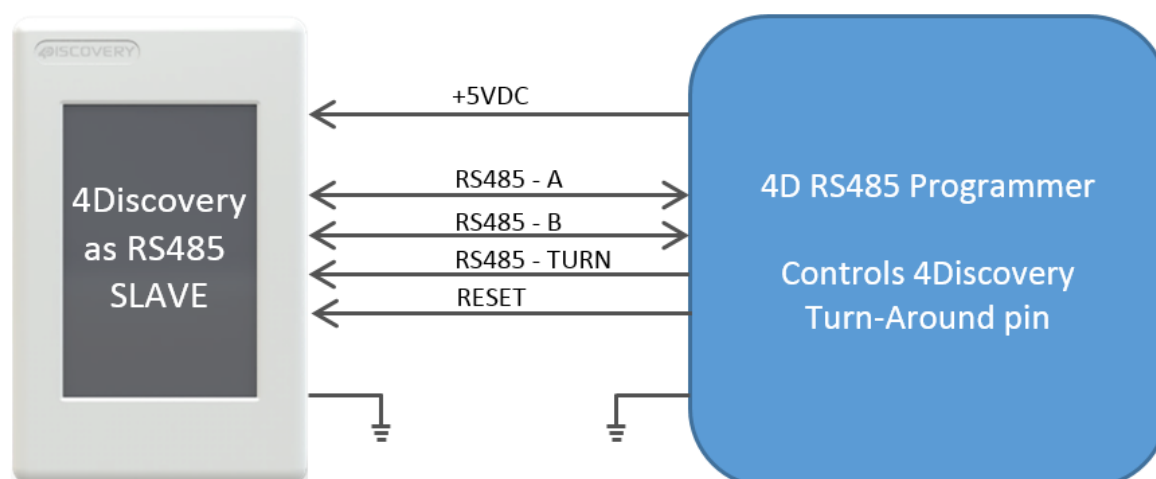 4DISCOVERY
+5VDC
RS485 - A
RS485 - B
RS485 - TURN
RESET
4Discovery
as RS485
SLAVE
4D RS485 Programmer
Controls 4Discovery
Turn-Around pin